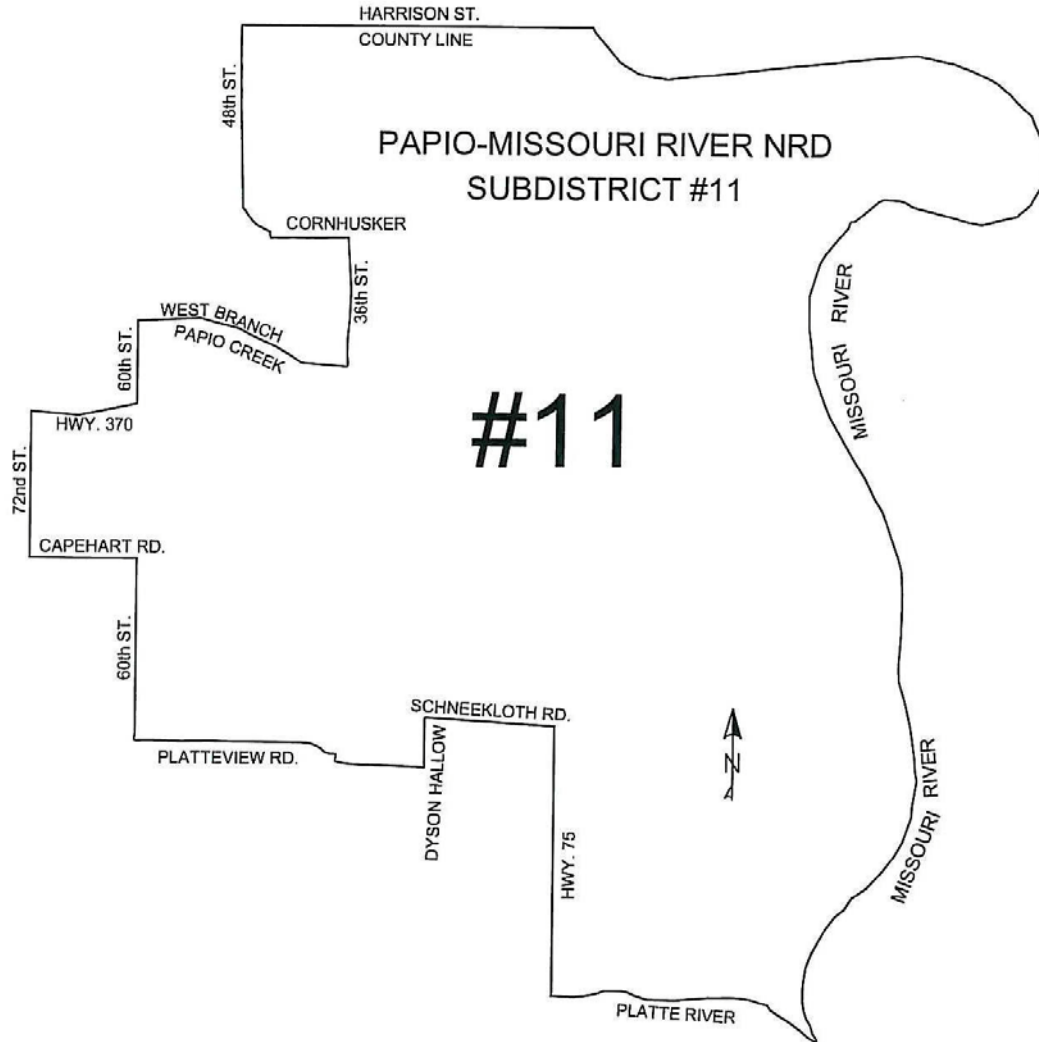 HARRISON ST.
COUNTY LINE
48th ST.
PAPIO-MISSOURI RIVER NRD
SUBDISTRICT #11
CORNHUSKER
36th ST.
WEST BRANCH
PAPIO CREEK
60th ST.
MISSOURI RIVER
#11
HWY. 370
72nd ST.
CAPEHART RD.
60th ST.
SCHNEEKLOTH RD.
PLATTEVIEW RD.
DYSON HALLOW
N
MISSOURI RIVER
HWY. 75
PLATTE RIVER